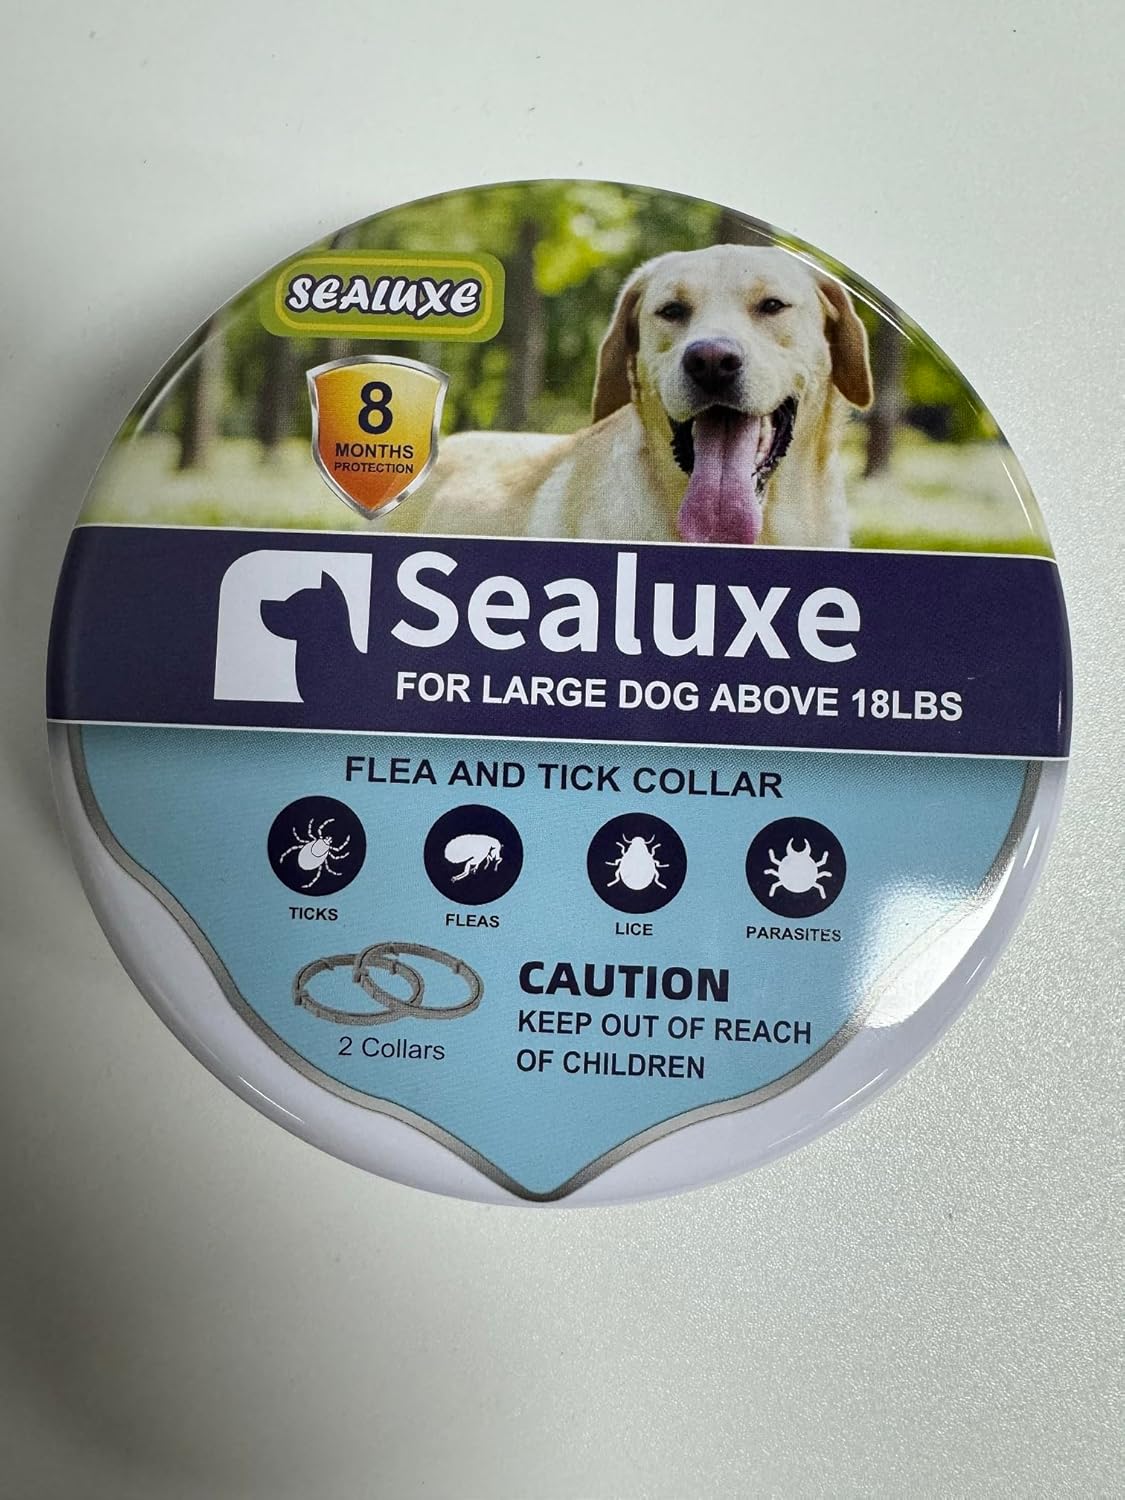 SEALUXE
8
MONTHS
PROTECTION
Sealuxe
FOR LARGE DOG ABOVE 18LBS
FLEA AND TICK COLLAR
TICKS
FLEAS
LICE
PARASITES
2 Collars
CAUTION
KEEP OUT OF REACH
OF CHILDREN